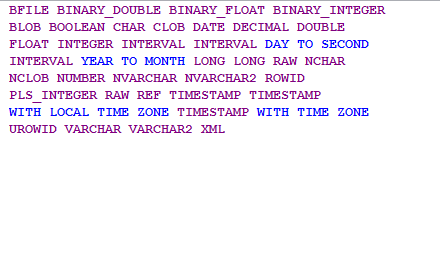 BFILE BINARY_DOUBLE BINARY_FLOAT BINARY_INTEGER
BLOB BOOLEAN CHAR CLOB DATE DECIMAL DOUBLE
FLOAT INTEGER INTERVAL INTERVAL DAY TO SECOND
INTERVAL YEAR TO MONTH LONG LONG RAW NCHAR
NCLOB NUMBER NVARCHAR NVARCHAR2 ROWID
PLS_INTEGER RAW REF TIMESTAMP TIMESTAMP
WITH LOCAL TIME ZONE TIMESTAMP WITH TIME ZONE
UROWID VARCHAR VARCHAR2 XML